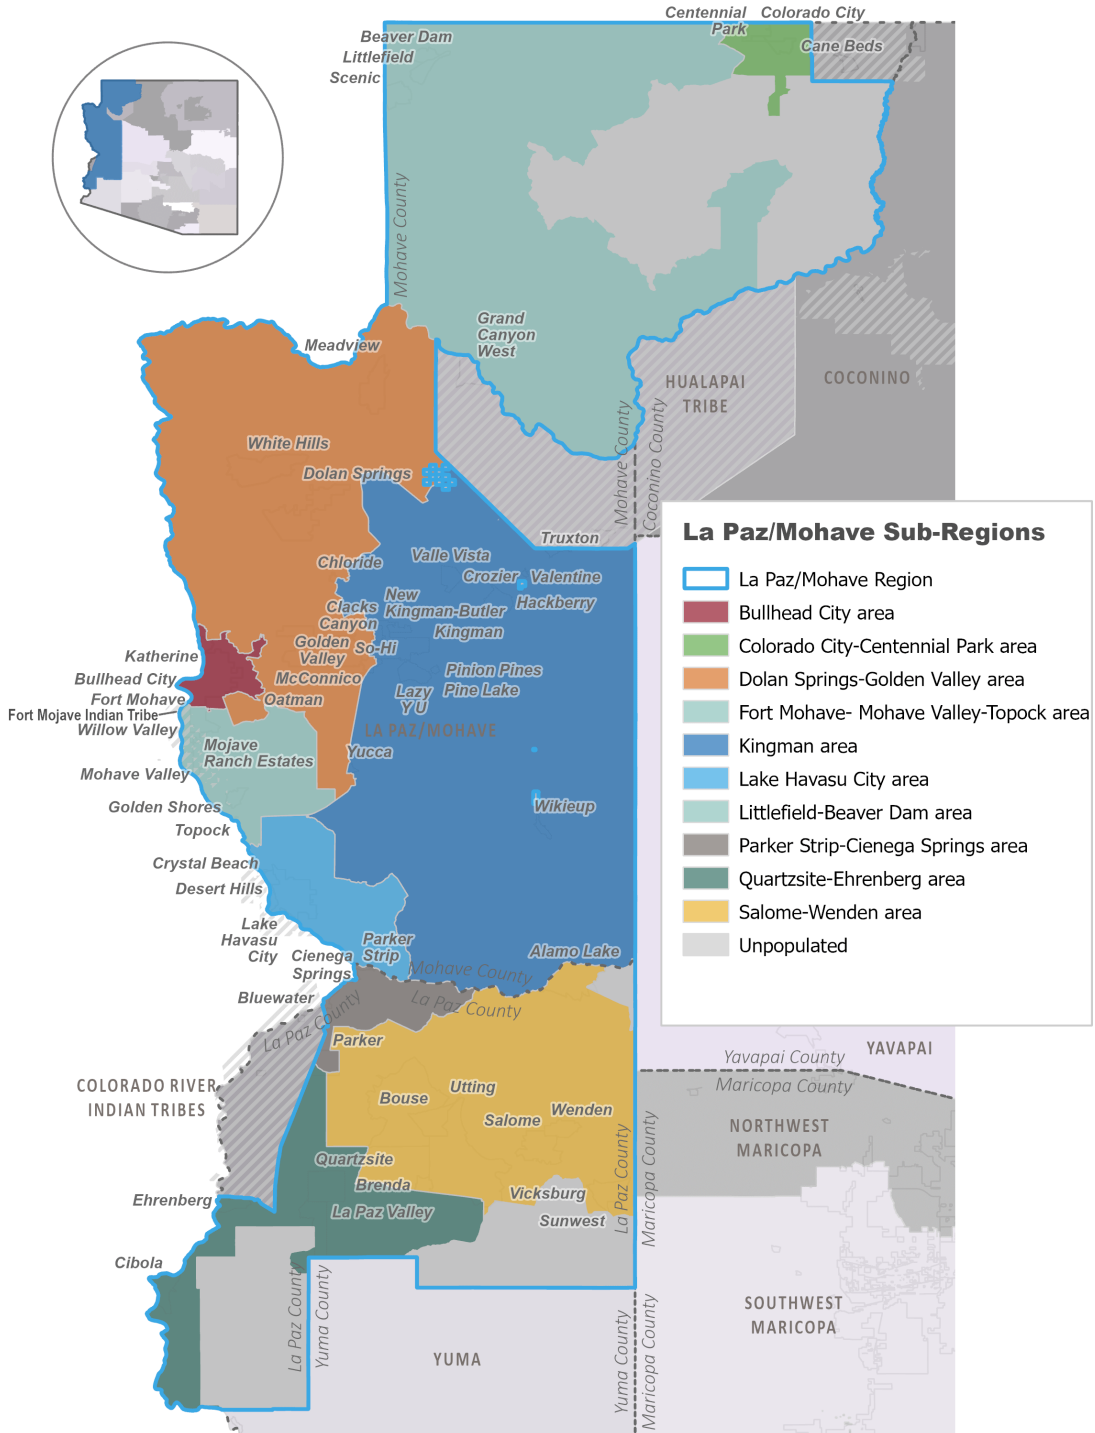 Centennial
Park
Colorado City
Cane Beds
Beaver Dam
Littlefield
Scenic
Mohave County
Grand
Canyon
West
Meadview
HUALAPAI
TRIBE
COCONINO
Mohave County
Coconino County
White Hills
Dolan Springs
Truxton
Valle Vista
Chloride
Crozier
Valentine
New
Kingman-Butler
Hackberry
Clacks
Canyon
Kingman
Golden
Valley
So-Hi
Katherine
Bullhead City
McConnico
Pinion Pines
Pine Lake
Lazy
Y U
Fort Mohave
Oatman
Fort Mojave Indian Tribe
Willow Valley
LA PAZ/MOHAVE
Mojave
Ranch Estates
Yucca
Mohave Valley
Golden Shores
Wikieup
Topock
Crystal Beach
Desert Hills
Lake
Havasu
City
Parker
Strip
Cienega
Springs
Alamo Lake
Mohave County
La Paz County
Bluewater
La Paz County
Parker
COLORADO RIVER
INDIAN TRIBES
Bouse
Utting
Salome
Wenden
Quartzsite
Brenda
Vicksburg
La Paz Valley
Sunwest
Ehrenberg
Cibola
La Paz County
Maricopa County
La Paz County
Yuma County
YUMA
Yuma County
Maricopa County
Yavapai County
Maricopa County
YAVAPAI
NORTHWEST
MARICOPA
SOUTHWEST
MARICOPA
La Paz/Mohave Sub-Regions
La Paz/Mohave Region
Bullhead City area
Colorado City-Centennial Park area
Dolan Springs-Golden Valley area
Fort Mohave- Mohave Valley-Topock area
Kingman area
Lake Havasu City area
Littlefield-Beaver Dam area
Parker Strip-Cienega Springs area
Quartzsite-Ehrenberg area
Salome-Wenden area
Unpopulated